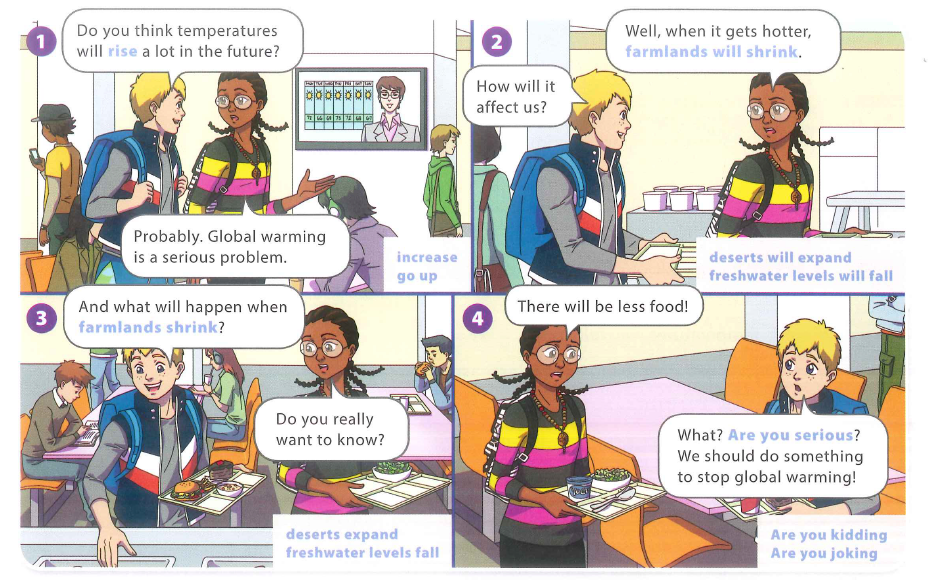 1
Do you think temperatures
will rise a lot in the future?
Probably. Global warming
is a serious problem.
increase
go up
2
How will it
affect us?
Well, when it gets hotter,
farmlands will shrink.
deserts will expand
freshwater levels will fall
3
And what will happen when
farmlands shrink?
Do you really
want to know?
deserts expand
freshwater levels fall
4
There will be less food!
What? Are you serious?
We should do something
to stop global warming!
Are you kidding
Are you joking